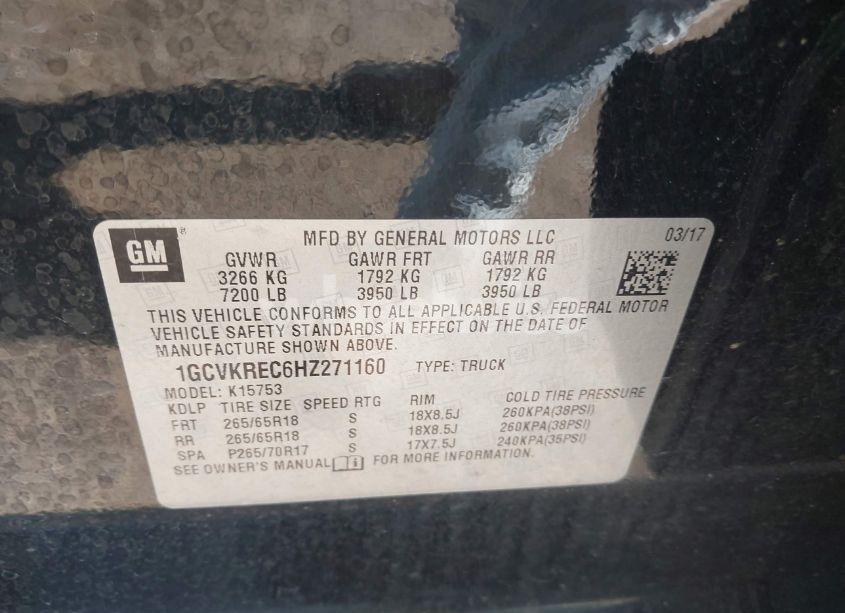 GM
MFD BY GENERAL MOTORS LLC
03/17
GVWR GAWR FRT GAWR RR
3266 KG 1792 KG 1792 KG
7200 LB 3950 LB 3950 LB
THIS VEHICLE CONFORMS TO ALL APPLICABLE U.S. FEDERAL MOTOR
VEHICLE SAFETY STANDARDS IN EFFECT ON THE DATE OF
MANUFACTURE SHOWN ABOVE.
1GCVKREC6HZ271160 TYPE: TRUCK
MODEL: K15753
KDLP TIRE SIZE SPEED RTG RIM COLD TIRE PRESSURE
FRT 265/65R18 S 18X8.5J 260KPA(38PSI)
RR 265/65R18 S 18X8.5J 260KPA(38PSI)
SPA P265/70R17 S 17X7.5J 240KPA(35PSI)
SEE OWNER'S MANUAL FOR MORE INFORMATION.